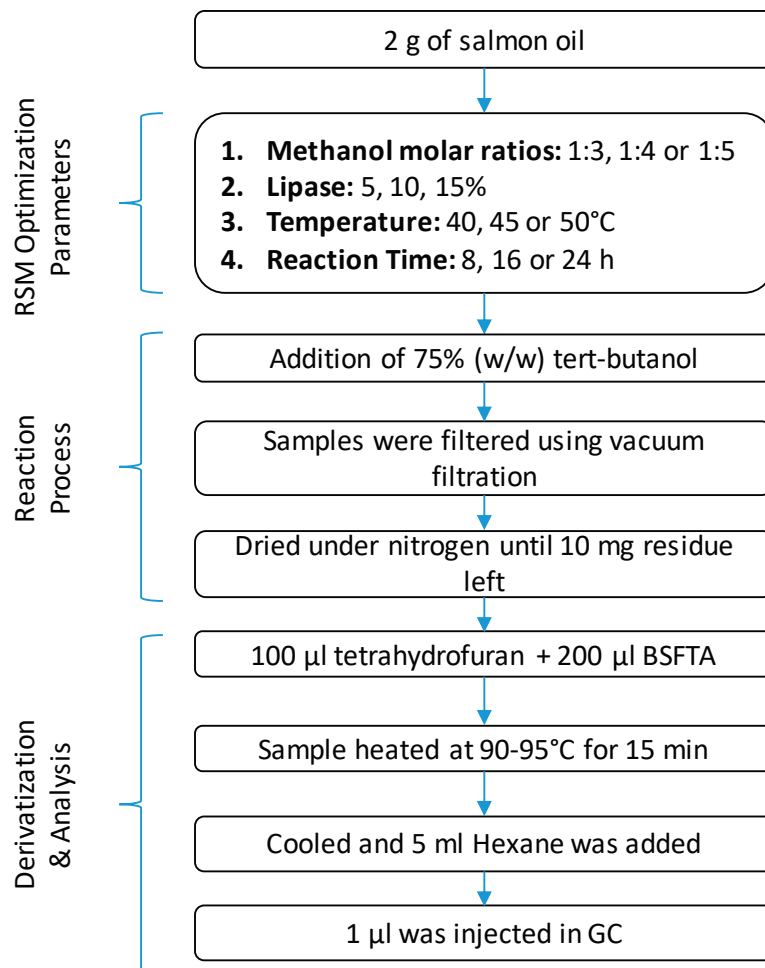 2 g of salmon oil
RSM Optimization
Parameters
1. Methanol molar ratios: 1:3, 1:4 or 1:5
2. Lipase: 5, 10, 15%
3. Temperature: 40, 45 or 50°C
4. Reaction Time: 8, 16 or 24 h
Reaction
Process
Addition of 75% (w/w) tert-butanol
Samples were filtered using vacuum
filtration
Dried under nitrogen until 10 mg residue
left
Derivatization
& Analysis
100 µl tetrahydrofuran + 200 µl BSFTA
Sample heated at 90-95°C for 15 min
Cooled and 5 ml Hexane was added
1 µl was injected in GC